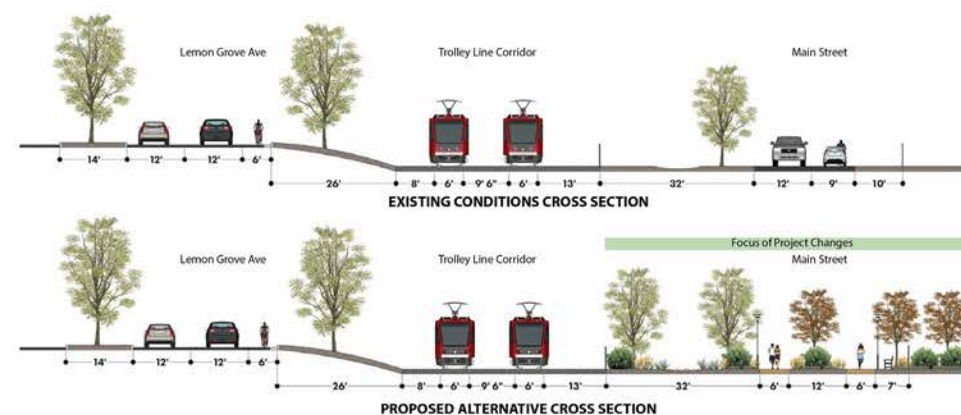 Lemon Grove Ave Trolley Line Corridor Main Street
14' 12' 12' 6'
26' 8' 6' 9' 6" 6' 13' 32' 12' 9' 10'
EXISTING CONDITIONS CROSS SECTION
Focus of Project Changes
Lemon Grove Ave Trolley Line Corridor Main Street
14' 12' 12' 6'
26' 8' 6' 9' 6" 6' 13' 32' 6' 12' 6' 7'
PROPOSED ALTERNATIVE CROSS SECTION